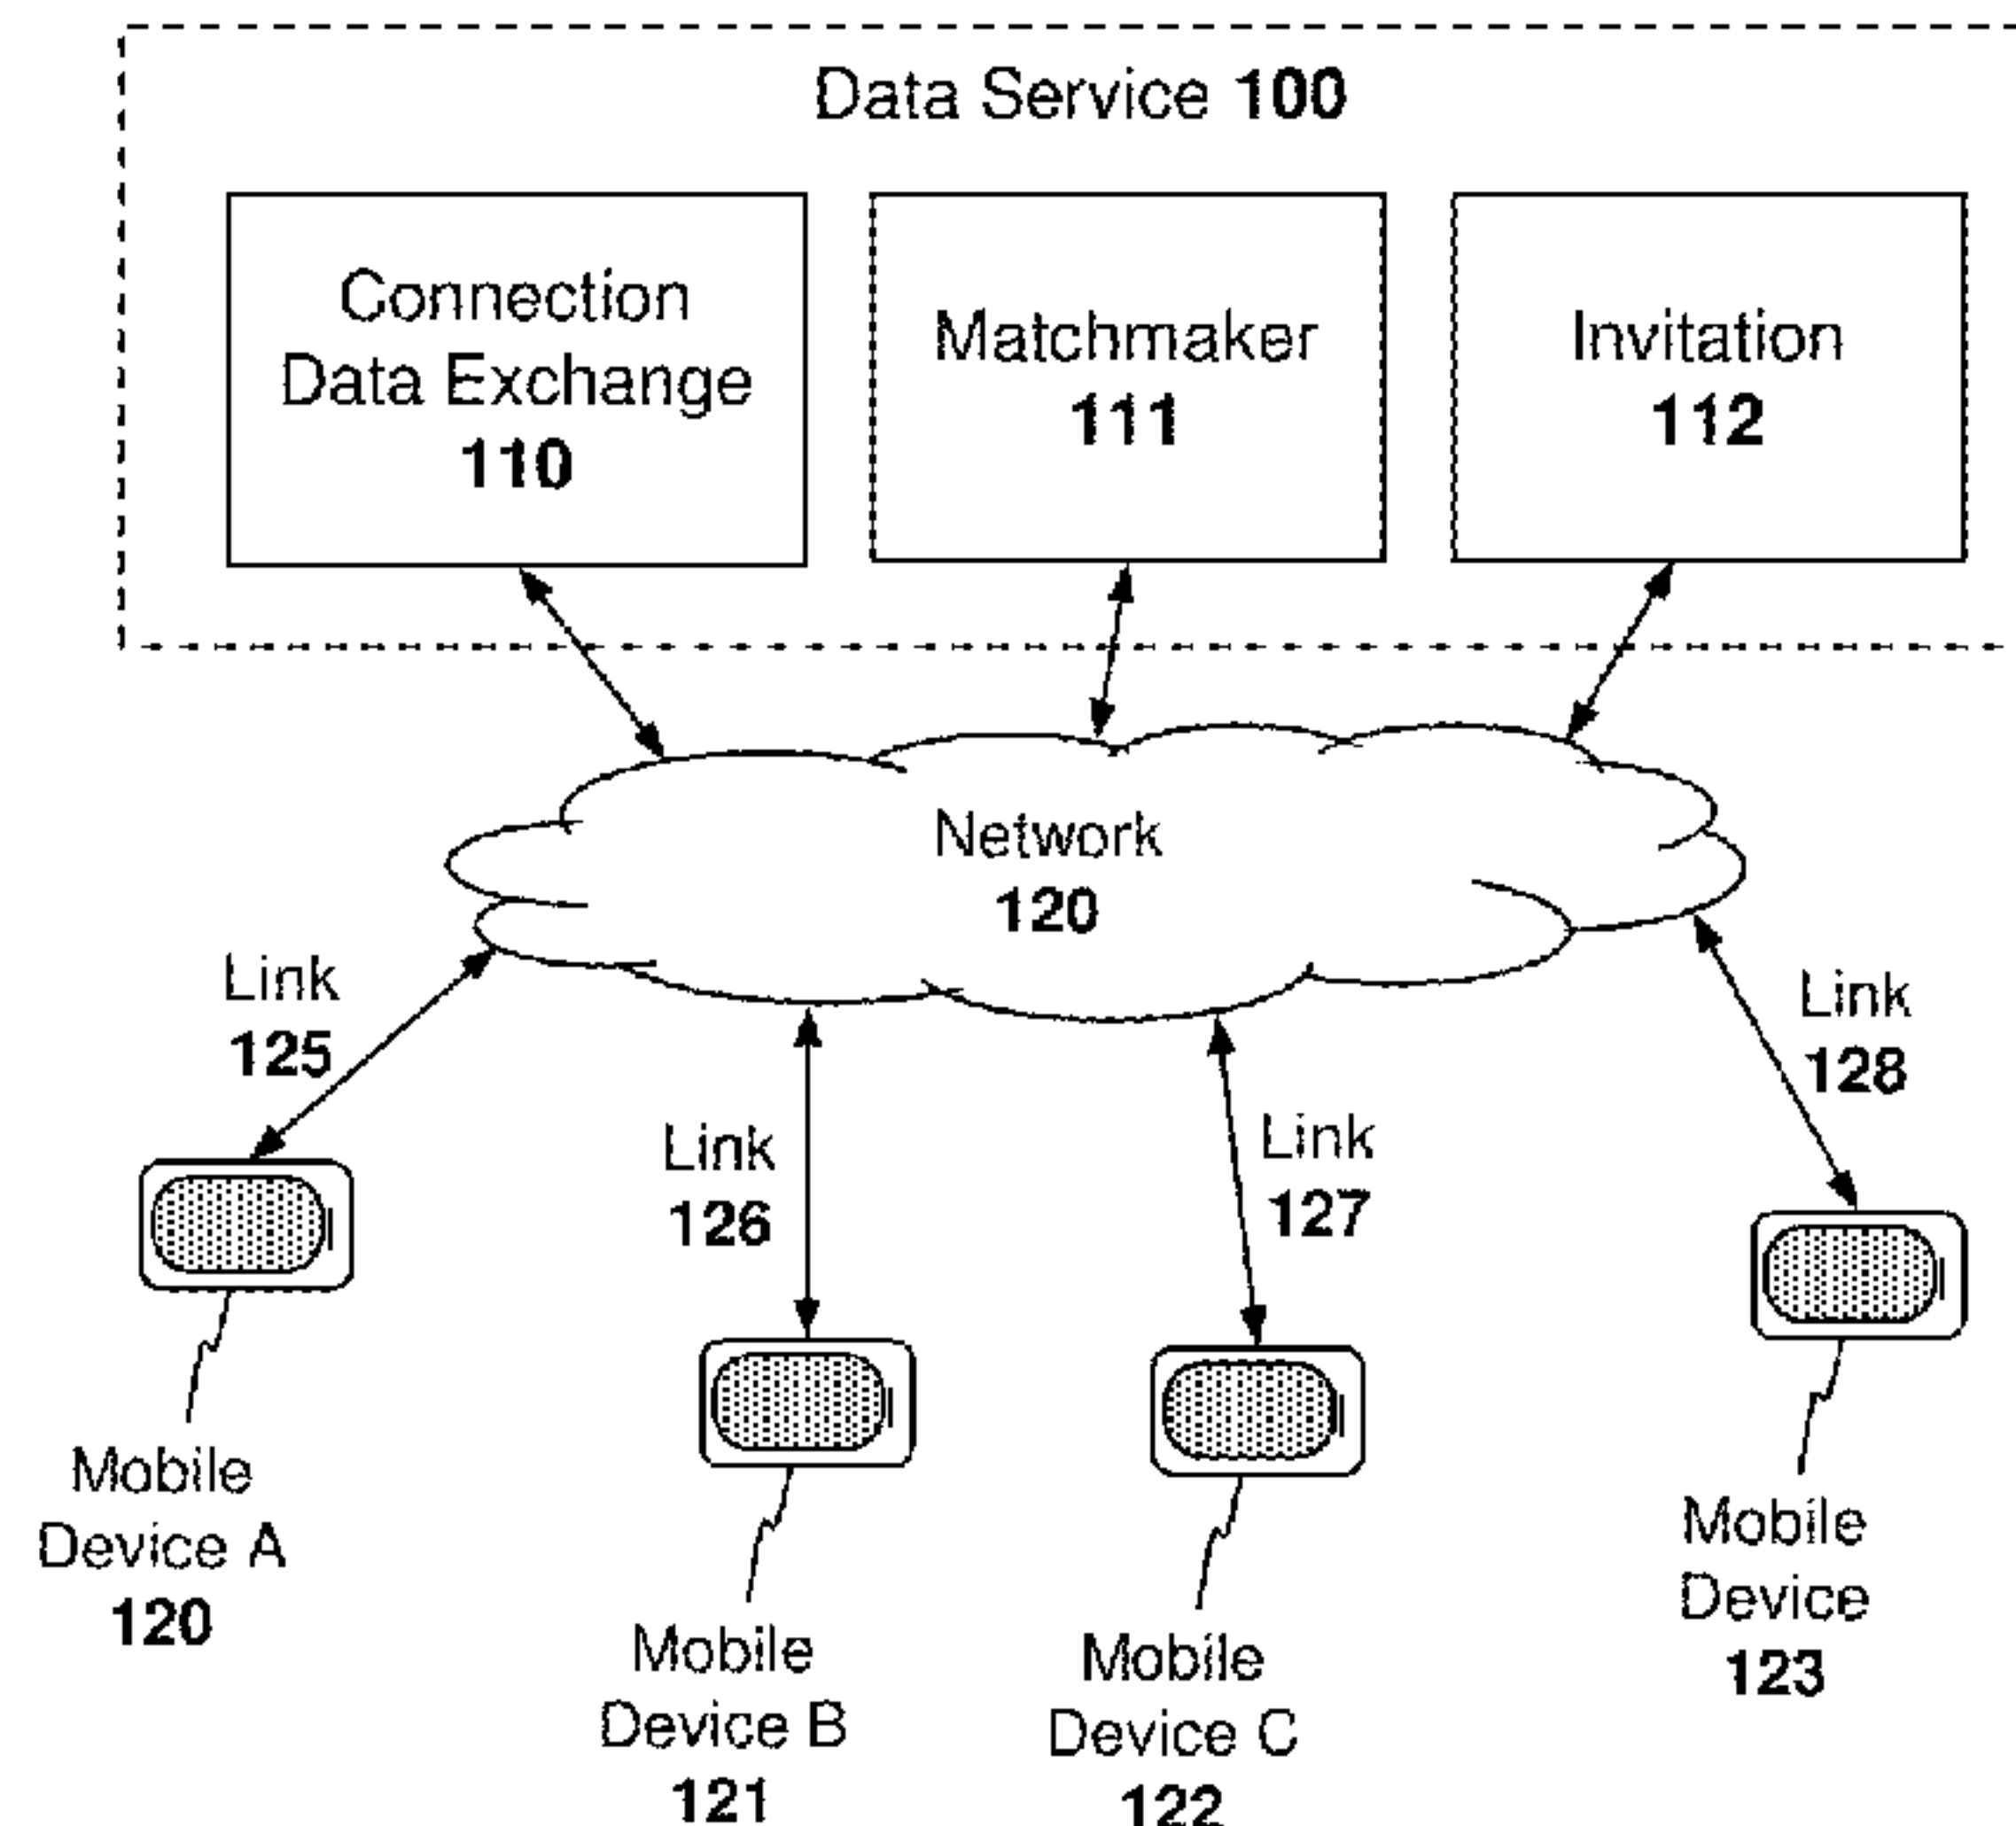 Data Service 100
Connection
Data Exchange
110
Matchmaker
111
Invitation
112
Network
120
Link
125
Link
126
Link
127
Link
128
Mobile
Device A
120
Mobile
Device B
121
Mobile
Device C
122
Mobile
Device
123